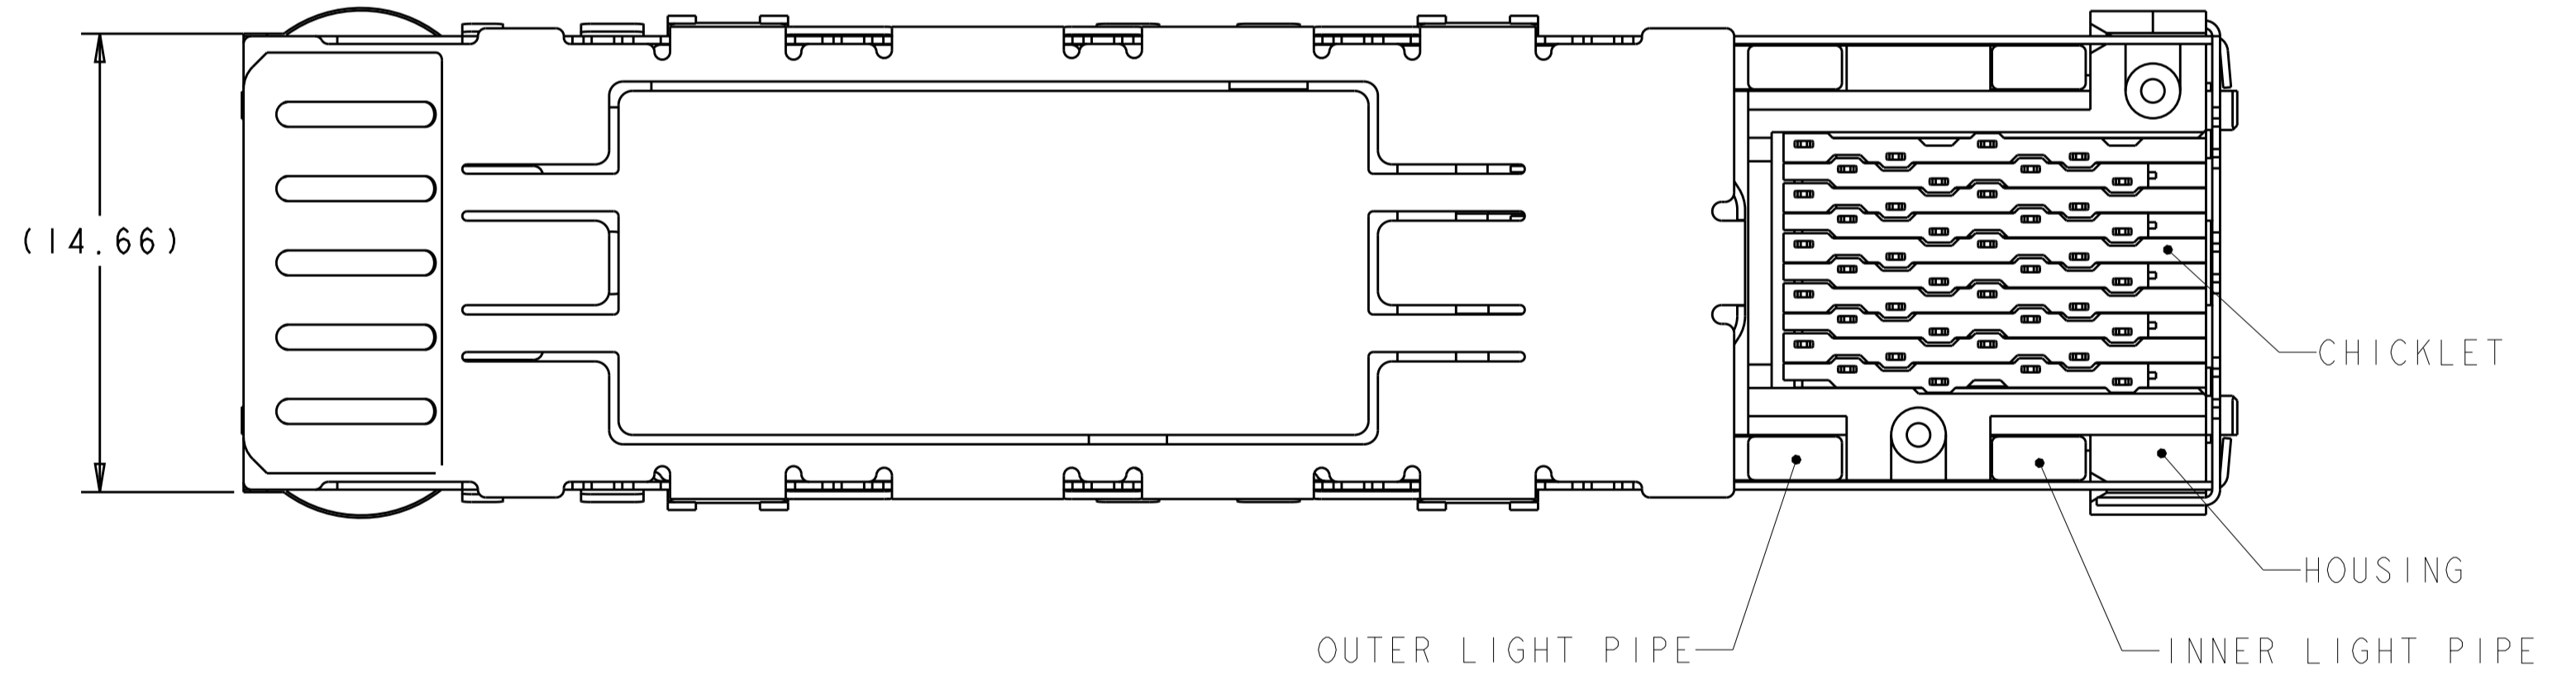 (14.66)
CHICKLET
HOUSING
OUTER LIGHT PIPE
INNER LIGHT PIPE